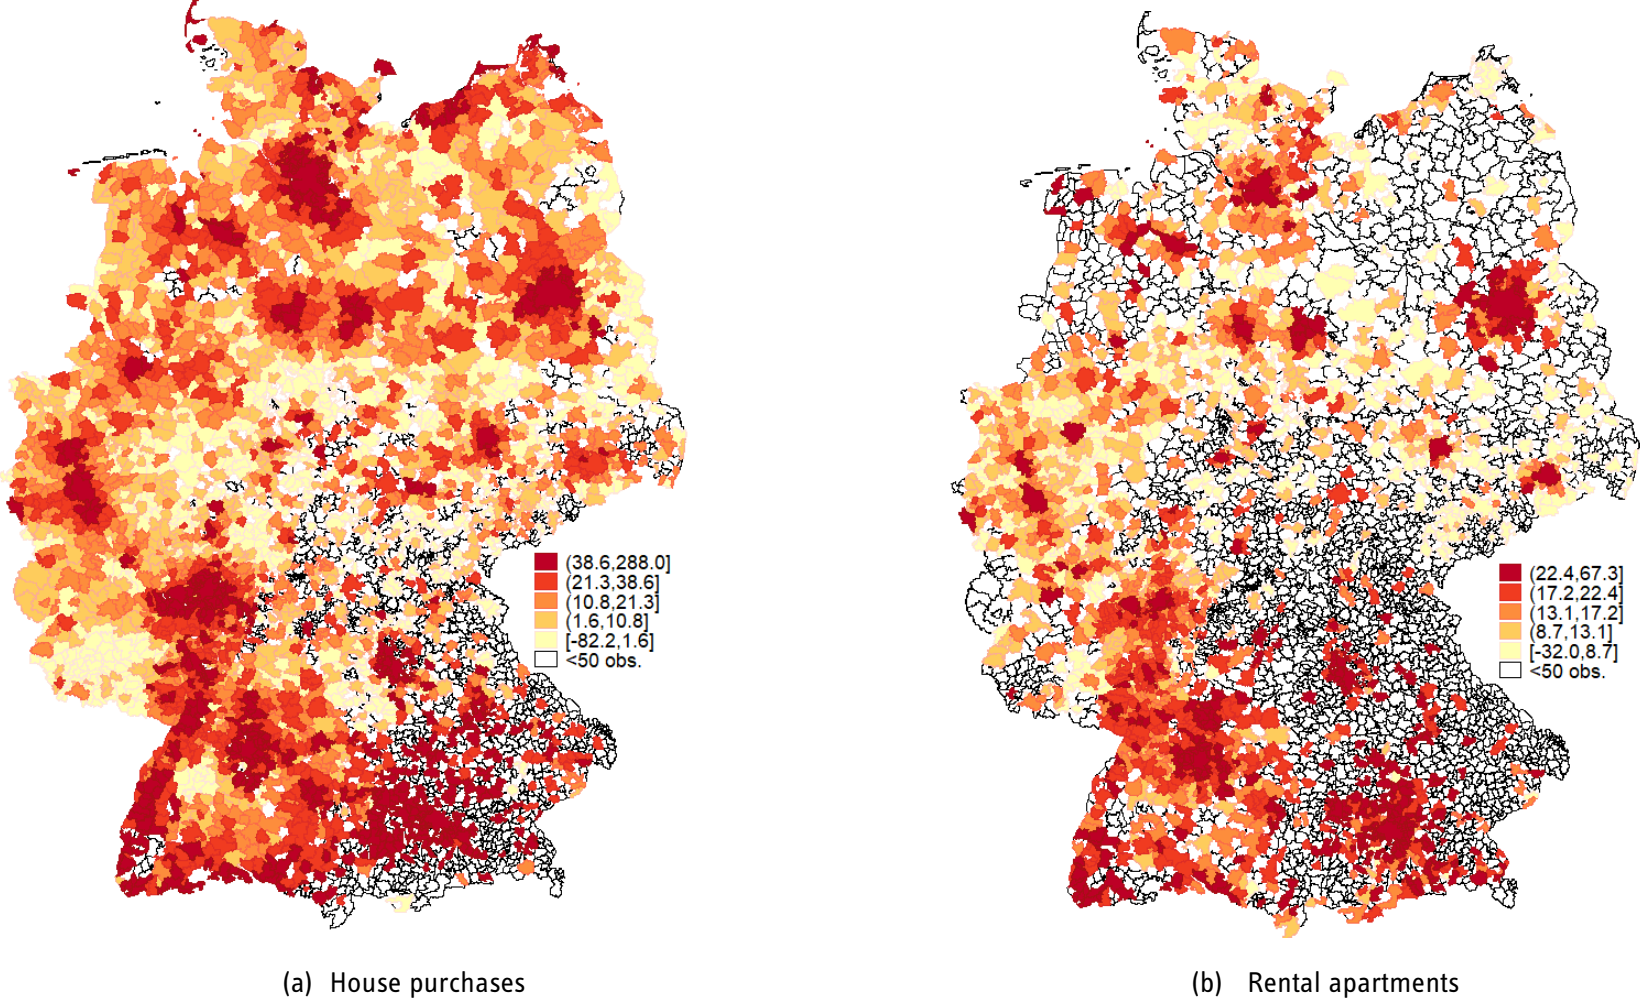 (38.6,288.0]
(21.3,38.6]
(10.8,21.3]
(1.6,10.8]
[-82.2,1.6]
<50 obs.
(22.4,67.3]
(17.2,22.4]
(13.1,17.2]
(8.7,13.1]
[-32.0,8.7]
<50 obs.
(a) House purchases
(b) Rental apartments